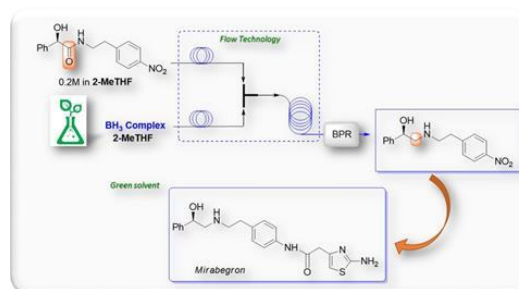 OH
H
N
Ph
O
NO₂
0.2M in 2-MeTHF
Flow Technology
BH₃ Complex
2-MeTHF
BPR
OH
H
N
Ph
NO₂
Green solvent
OH
H
N
Ph
N
H
O
N
S
NH₂
Mirabegron